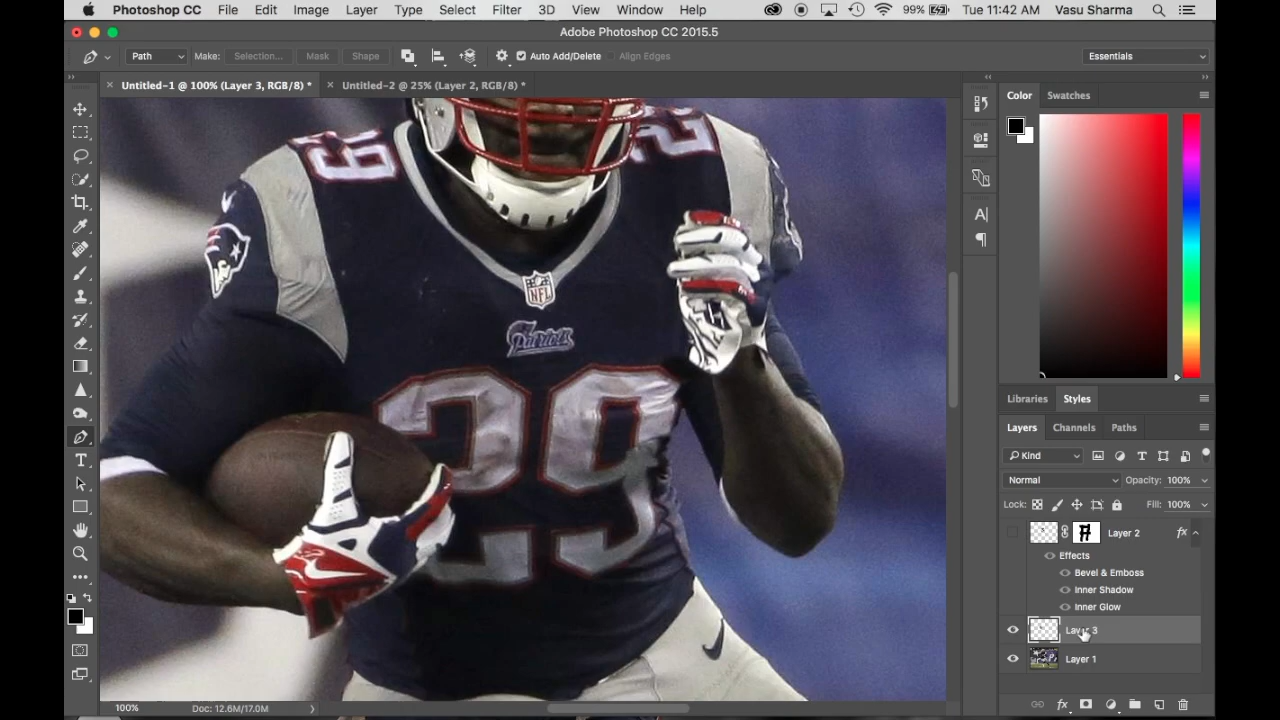 Photoshop CC File Edit Image Layer Type Select Filter 3D View Window Help 99% Tue 11:42 AM Vasu Sharma
Adobe Photoshop CC 2015.5
Path Make: Selection... Mask Shape Auto Add/Delete Align Edges Essentials
Untitled-1 @ 100% (Layer 3, RGB/8) * Untitled-2 @ 25% (Layer 2, RGB/8) *
Color Swatches
29
NFL
Patriots
29
Libraries Styles
Layers Channels Paths
Kind
Normal Opacity: 100%
Lock: Fill: 100%
Layer 2 fx
Effects
Bevel & Emboss
Inner Shadow
Inner Glow
Layer 3
Layer 1
100% Doc: 12.6M/17.0M